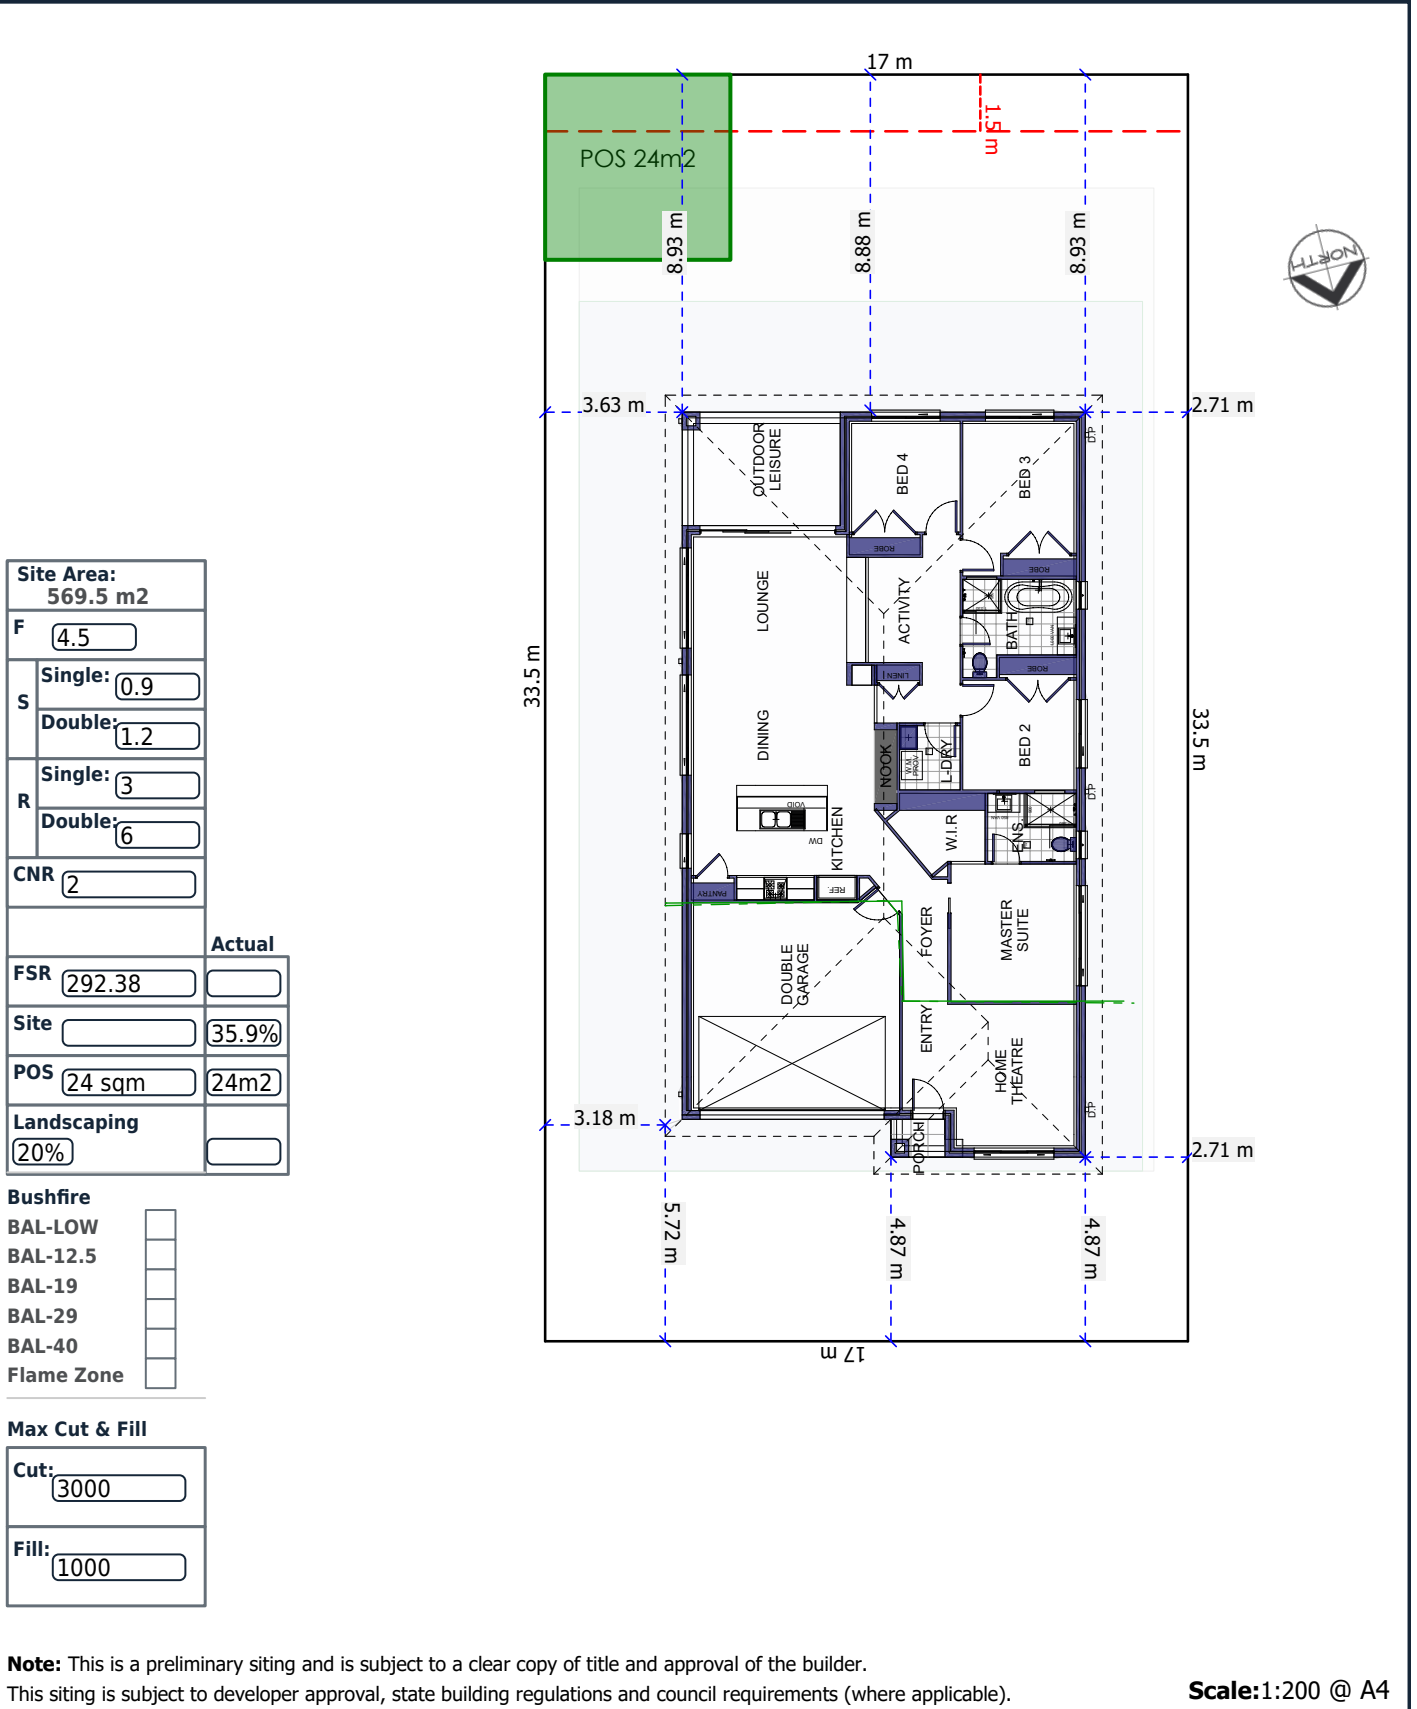 17 m
1.5 m
POS 24m2
8.93 m
8.88 m
8.93 m
NORTH
3.63 m
2.71 m
OUTDOOR
LEISURE
BED 4
BED 3
D.P
ROBE
ROBE
LOUNGE
ACTIVITY
BATH
LINEN
ROBE
33.5 m
33.5 m
DINING
NOOK
W.M.
PROV.
L-DRY
BED 2
D.P
VOID
DW
KITCHEN
W.I.R
ENS.
PANTRY
REF.
FOYER
MASTER
SUITE
DOUBLE
GARAGE
ENTRY
HOME
THEATRE
D.P
PORCH
3.18 m
2.71 m
5.72 m
4.87 m
4.87 m
17 m
Site Area:
569.5 m2
F 4.5
S
Single: 0.9
Double: 1.2
R
Single: 3
Double: 6
CNR 2
Actual
FSR 292.38
Site 35.9%
POS 24 sqm 24m2
Landscaping
20%
Bushfire
BAL-LOW
BAL-12.5
BAL-19
BAL-29
BAL-40
Flame Zone
Max Cut & Fill
Cut: 3000
Fill: 1000
Note: This is a preliminary siting and is subject to a clear copy of title and approval of the builder.
This siting is subject to developer approval, state building regulations and council requirements (where applicable).
Scale:1:200 @ A4